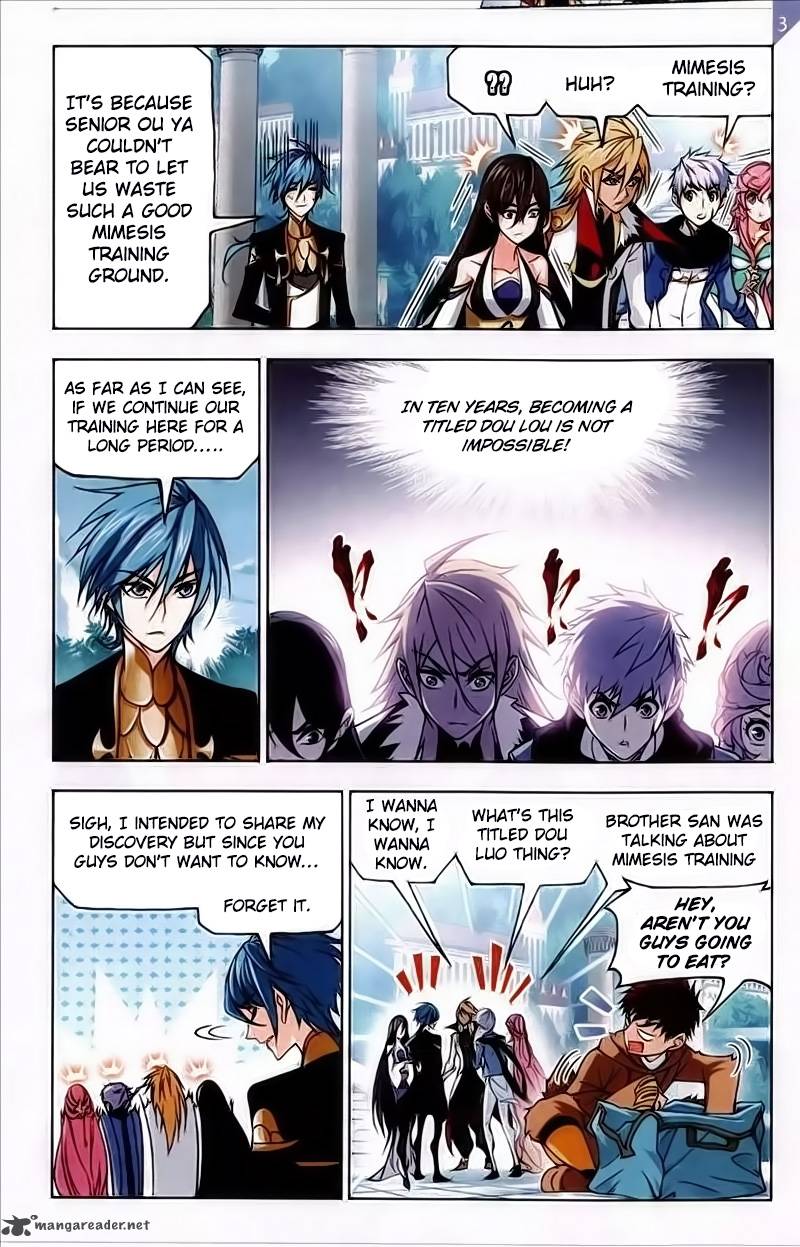 3
IT'S BECAUSE
SENIOR OU YA
COULDN'T
BEAR TO LET
US WASTE
SUCH A GOOD
MIMESIS
TRAINING
GROUND.
??
HUH?
MIMESIS
TRAINING?
AS FAR AS I CAN SEE,
IF WE CONTINUE OUR
TRAINING HERE FOR A
LONG PERIOD.....
IN TEN YEARS, BECOMING A
TITLED DOU LOU IS NOT
IMPOSSIBLE!
SIGH, I INTENDED TO SHARE MY
DISCOVERY BUT SINCE YOU
GUYS DON'T WANT TO KNOW...
FORGET IT.
I WANNA
KNOW, I
WANNA
KNOW.
WHAT'S THIS
TITLED DOU
LUO THING?
BROTHER SAN WAS
TALKING ABOUT
MIMESIS TRAINING
HEY,
AREN'T YOU
GUYS GOING
TO EAT?
mangareader.net